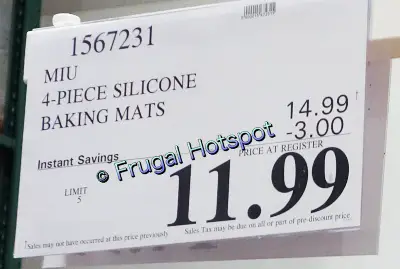 1567231
MIU
4-PIECE SILICONE
BAKING MATS
14.99
-3.00
Instant Savings
PRICE AT REGISTER
LIMIT
5
11.99
© Frugal Hotspot
Sales may not have occurred at this price previously
Sales Tax may be due on all or part of pre-discount price.